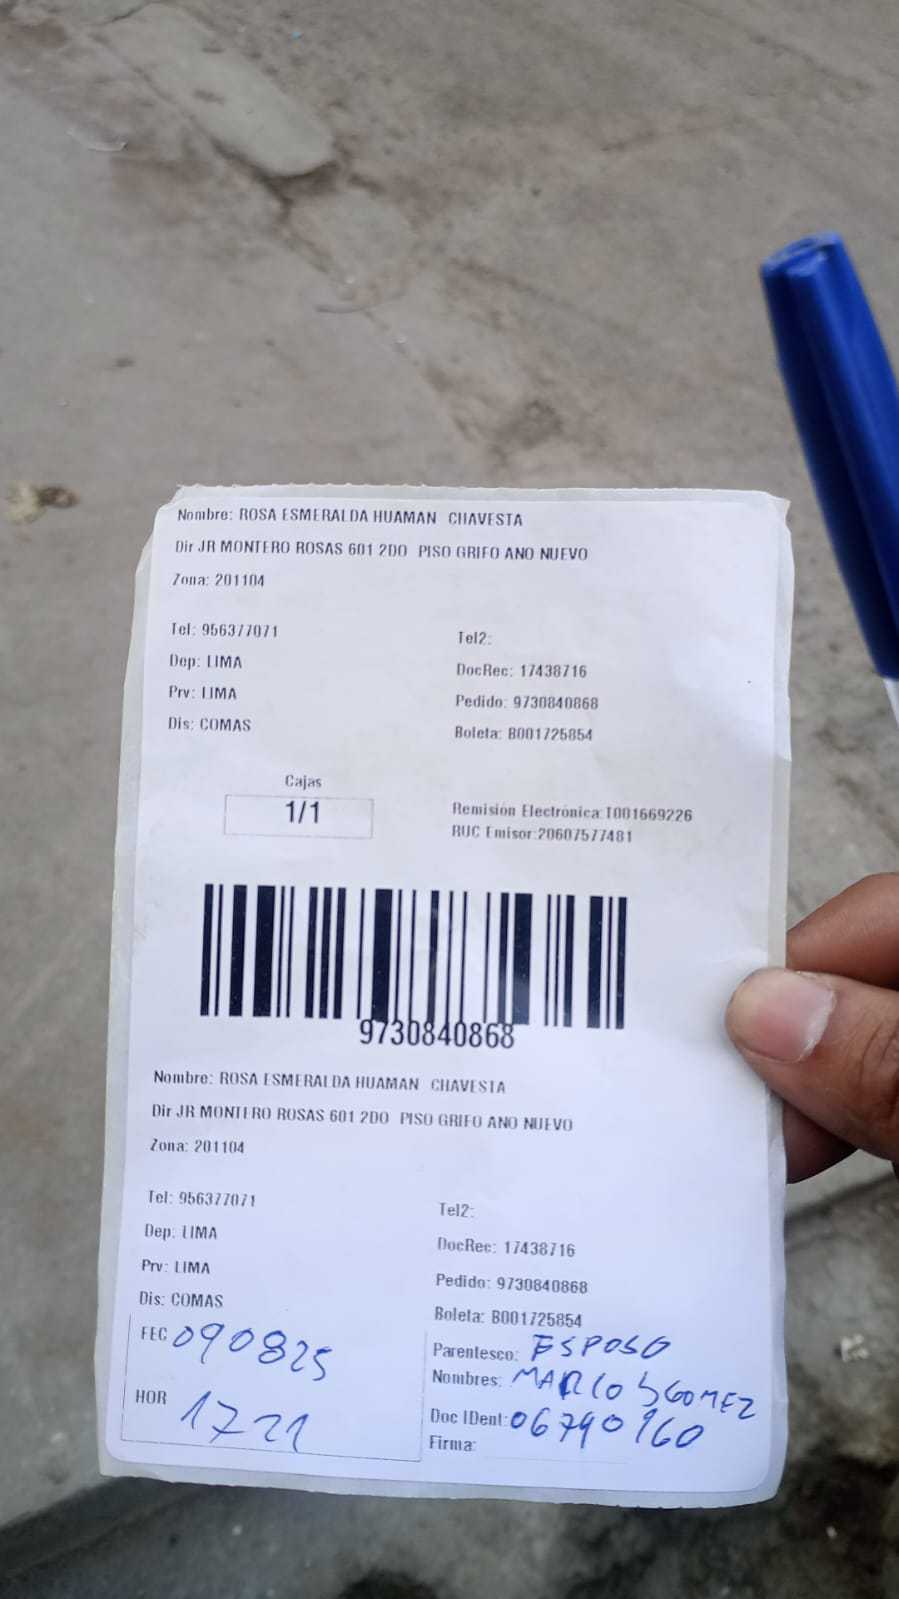 Nombre: ROSA ESMERALDA HUAMAN CHAVESTA
Dir JR MONTERO ROSAS 601 2DO PISO GRIFO ANO NUEVO
Zona: 201104
Tel: 956377071
Tel2:
Dep: LIMA
DocRec: 17438716
Prv: LIMA
Pedido: 9730840868
Dis: COMAS
Boleta: B001725854
Cajas
1/1
Remisión Electrónica:T001669226
RUC Emisor:20607577481
9730840868
Nombre: ROSA ESMERALDA HUAMAN CHAVESTA
Dir JR MONTERO ROSAS 601 2DO PISO GRIFO ANO NUEVO
Zona: 201104
Tel: 956377071
Tel2:
Dep: LIMA
DocRec: 17438716
Prv: LIMA
Pedido: 9730840868
Dis: COMAS
Boleta: B001725854
FEC 090825
Parentesco: ESPOSO
Nombres: MARCOS GOMEZ
HOR 1721
Doc IDent: 06790160
Firma: